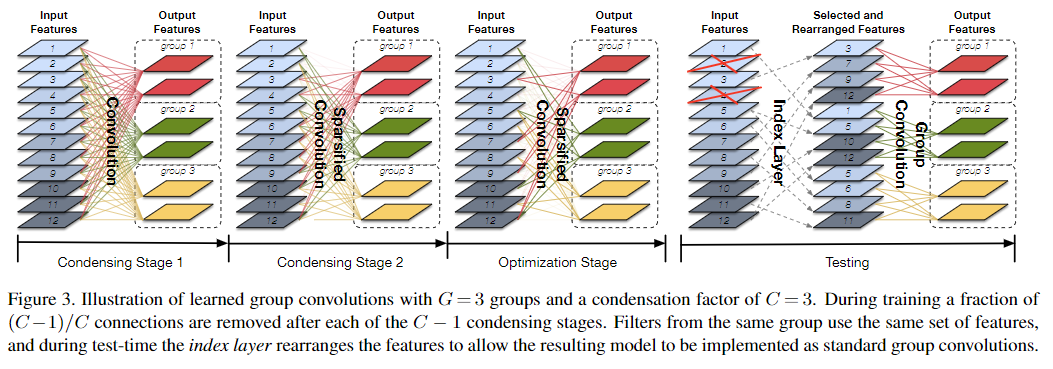 Input
Features
1
2
3
4
5
6
7
8
9
10
11
12
Convolution
Output
Features
group 1
group 2
group 3
Condensing Stage 1
Input
Features
1
2
3
4
5
6
7
8
9
10
11
12
Sparsified
Convolution
Output
Features
group 1
group 2
group 3
Condensing Stage 2
Input
Features
1
2
3
4
5
6
7
8
9
10
11
12
Sparsified
Convolution
Output
Features
group 1
group 2
group 3
Optimization Stage
Input
Features
1
3
5
6
7
8
9
10
11
12
Index Layer
Selected and
Rearranged Features
3
7
9
12
1
5
10
12
5
6
8
11
Group
Convolution
Output
Features
group 1
group 2
group 3
Testing
Figure 3. Illustration of learned group convolutions with G = 3 groups and a condensation factor of C = 3. During training a fraction of
(C−1)/C connections are removed after each of the C − 1 condensing stages. Filters from the same group use the same set of features,
and during test-time the index layer rearranges the features to allow the resulting model to be implemented as standard group convolutions.